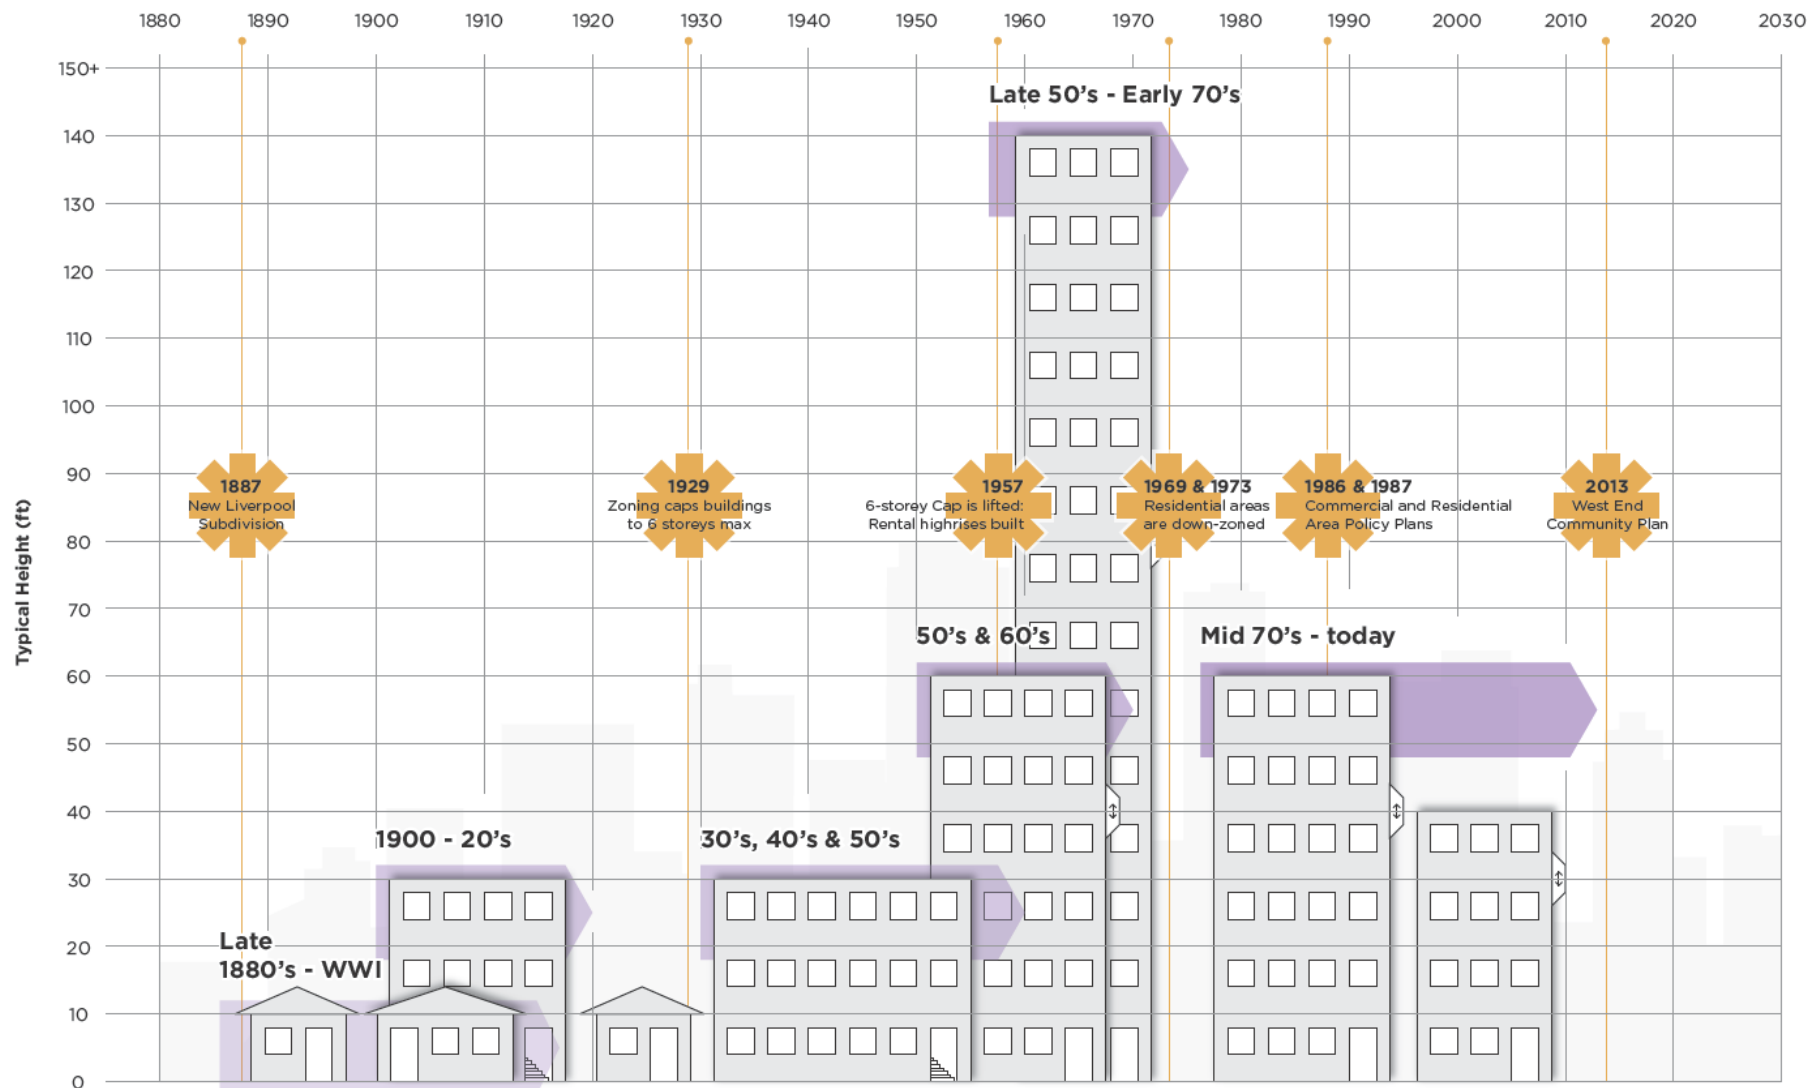 1880 1890 1900 1910 1920 1930 1940 1950 1960 1970 1980 1990 2000 2010 2020 2030
150+
Late 50's - Early 70's
140
130
120
110
100
90
1887
New Liverpool
Subdivision
1929
Zoning caps buildings
to 6 storeys max
1957
6-storey Cap is lifted:
Rental highrises built
1969 & 1973
Residential areas
are down-zoned
1986 & 1987
Commercial and Residential
Area Policy Plans
2013
West End
Community Plan
80
Typical Height (ft)
70
50's & 60's
Mid 70's - today
60
50
40
1900 - 20's
30's, 40's & 50's
30
20
Late
1880's - WWI
10
0